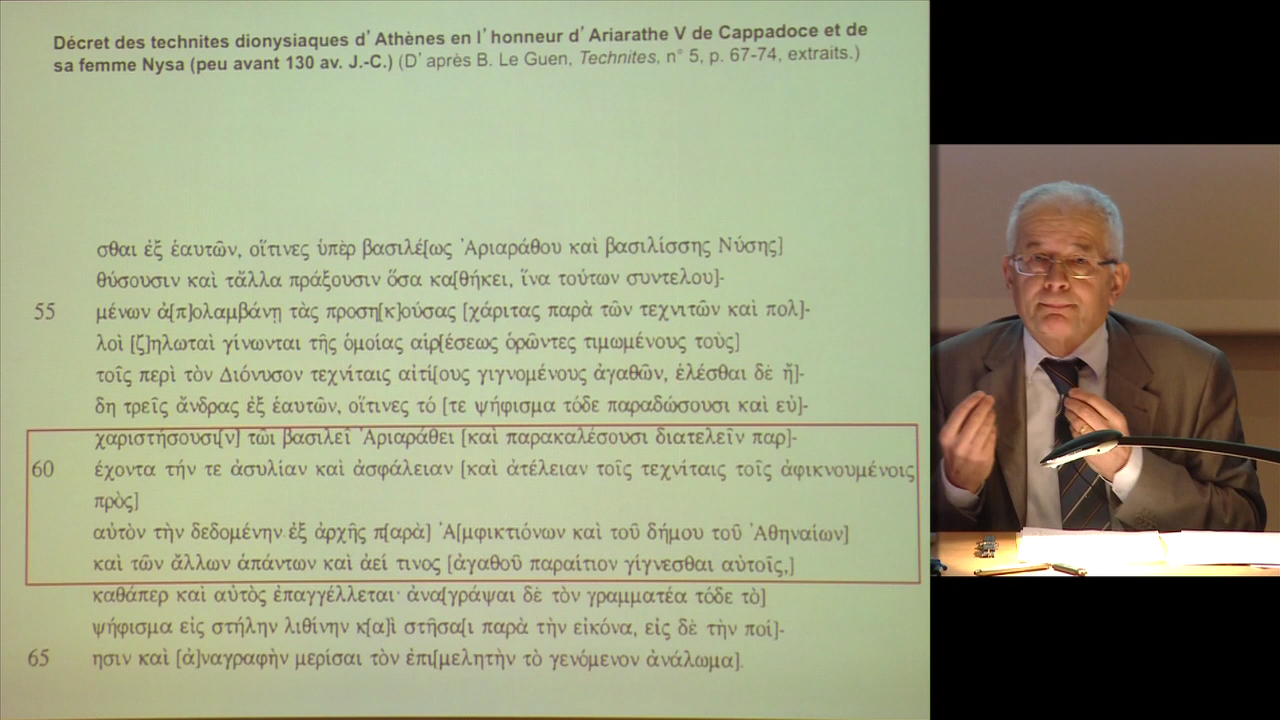 Décret des technites dionysiaques d'Athènes en l'honneur d'Ariarathe V de Cappadoce et de
sa femme Nysa (peu avant 130 av. J.-C.) (D'après B. Le Guen, Technites, n° 5, p. 67-74, extraits.)
σθαι ἐξ ἑαυτῶν, οἵτινες ὑπὲρ βασιλέ[ως Ἀριαράθου καὶ βασιλίσσης Νύσης]
θύσουσιν καὶ τἄλλα πράξουσιν ὅσα κα[θήκει, ἵνα τούτων συντελου]-
55 μένων ἀ[π]ολαμβάνῃ τὰς προση[κ]ούσας [χάριτας παρὰ τῶν τεχνιτῶν καὶ πολ]-
λοὶ [ζ]ηλωταὶ γίνωνται τῆς ὁμοίας αἱρ[έσεως ὁρῶντες τιμωμένους τοὺς]
τοῖς περὶ τὸν Διόνυσον τεχνίταις αἰτί[ους γιγνομένους ἀγαθῶν, ἑλέσθαι δὲ ἤ]-
δη τρεῖς ἄνδρας ἐξ ἑαυτῶν, οἵτινες τό [τε ψήφισμα τόδε παραδώσουσι καὶ εὐ]-
χαριστήσουσι[ν] τῶι βασιλεῖ Ἀριαράθει [καὶ παρακαλέσουσι διατελεῖν παρ]-
60 έχοντα τήν τε ἀσυλίαν καὶ ἀσφάλειαν [καὶ ἀτέλειαν τοῖς τεχνίταις τοῖς ἀφικνουμένοις
πρὸς]
αὐτὸν τὴν δεδομένην ἐξ ἀρχῆς π[αρὰ] Ἀ[μφικτιόνων καὶ τοῦ δήμου τοῦ Ἀθηναίων]
καὶ τῶν ἄλλων ἁπάντων καὶ ἀεί τινος [ἀγαθοῦ παραίτιον γίγνεσθαι αὐτοῖς,]
καθάπερ καὶ αὐτὸς ἐπαγγέλλεται· ἀνα[γράψαι δὲ τὸν γραμματέα τόδε τὸ]
ψήφισμα εἰς στήλην λιθίνην κ[α]ὶ στῆσα[ι παρὰ τὴν εἰκόνα, εἰς δὲ τὴν ποί]-
65 ησιν καὶ [ἀ]ναγραφὴν μερίσαι τὸν ἐπι[μελητὴν τὸ γενόμενον ἀνάλωμα].